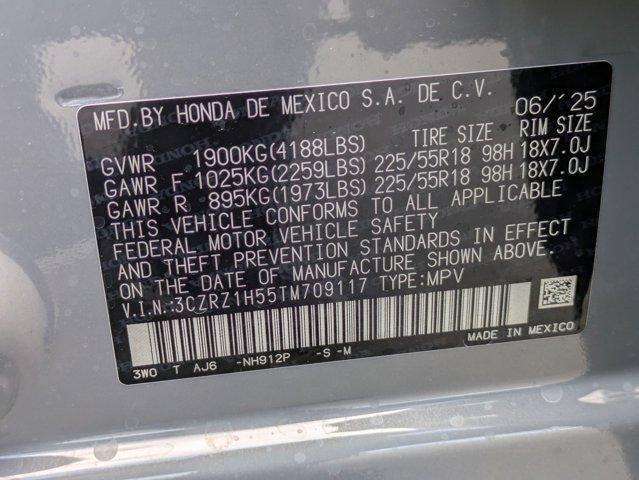 MFD.BY HONDA DE MEXICO S.A. DE C.V. 06/'25
TIRE SIZE RIM SIZE
GVWR 1900KG(4188LBS)
GAWR F 1025KG(2259LBS) 225/55R18 98H 18X7.0J
GAWR R 895KG(1973LBS) 225/55R18 98H 18X7.0J
THIS VEHICLE CONFORMS TO ALL APPLICABLE
FEDERAL MOTOR VEHICLE SAFETY
AND THEFT PREVENTION STANDARDS IN EFFECT
ON THE DATE OF MANUFACTURE SHOWN ABOVE.
V.I.N:3CZRZ1H55TM709117 TYPE:MPV
MADE IN MEXICO
3W0 T AJ6 -NH912P -S -M